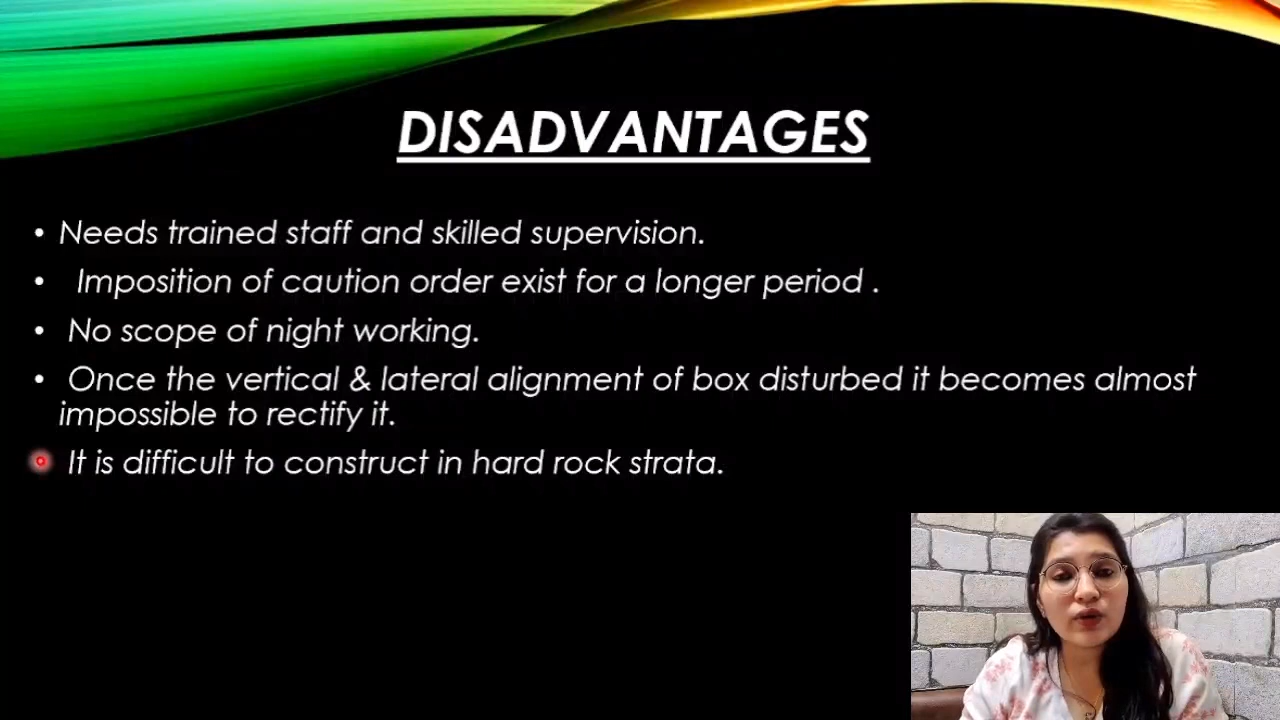 DISADVANTAGES
• Needs trained staff and skilled supervision.
• Imposition of caution order exist for a longer period .
• No scope of night working.
• Once the vertical & lateral alignment of box disturbed it becomes almost
impossible to rectify it.
• It is difficult to construct in hard rock strata.